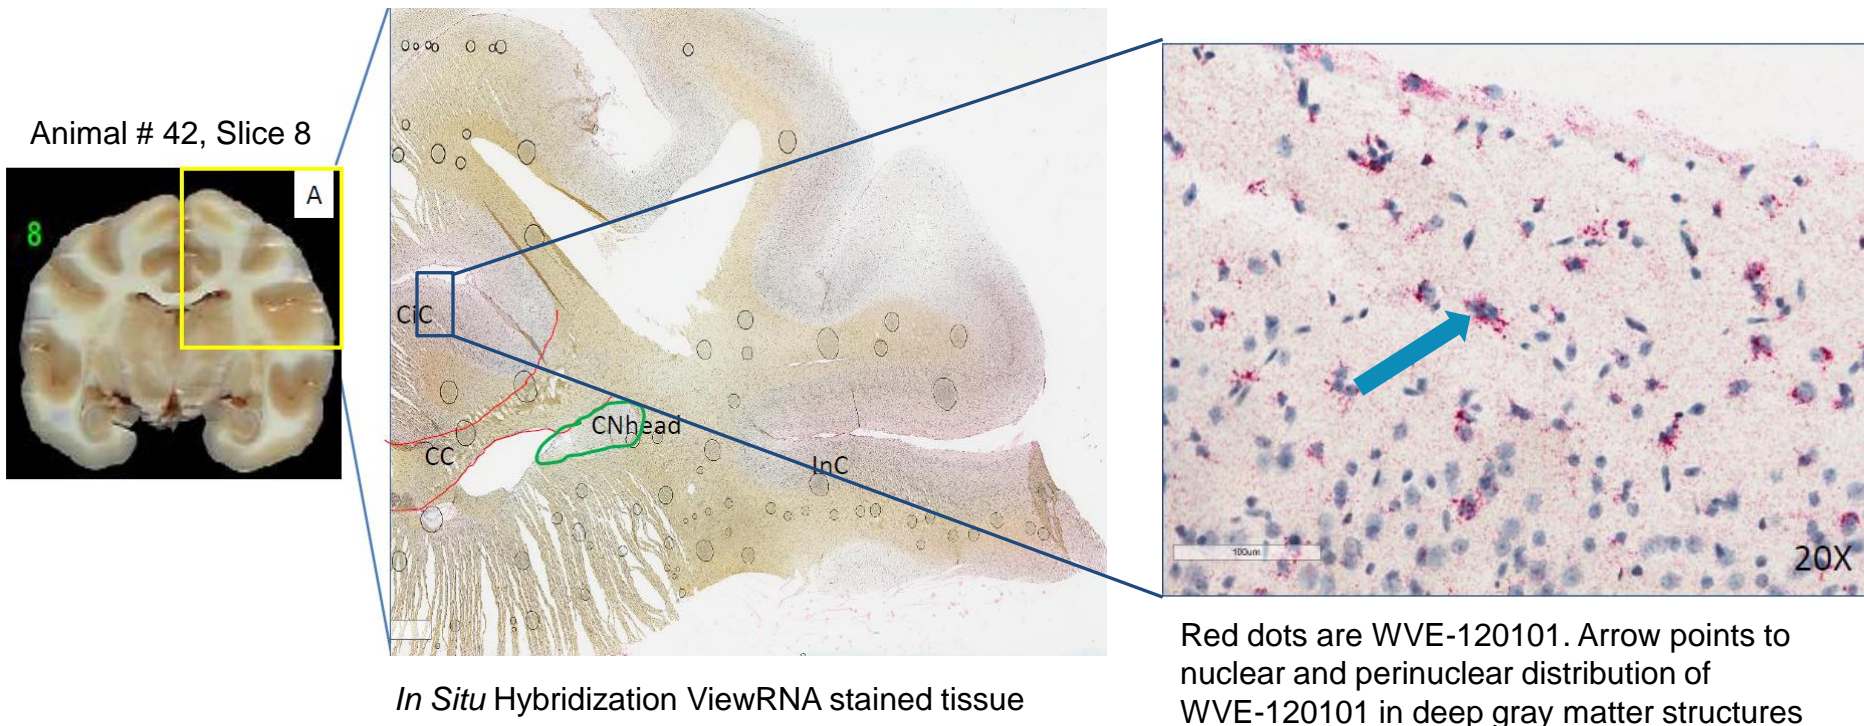 Animal # 42, Slice 8
A
8
CiC
CC
CNhead
InC
100um
20X
In Situ Hybridization ViewRNA stained tissue
Red dots are WVE-120101. Arrow points to
nuclear and perinuclear distribution of
WVE-120101 in deep gray matter structures